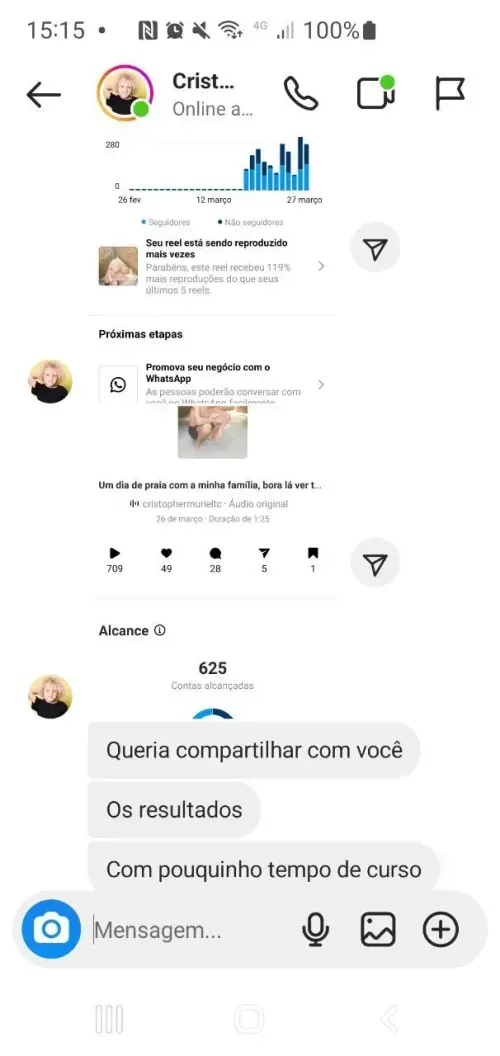 15:15
4G
100%
Crist...
Online a...
280
0
26 fev
12 março
27 março
Seguidores
Não seguidores
Seu reel está sendo reproduzido
mais vezes
Parabéns, este reel recebeu 119%
mais reproduções do que seus
últimos 5 reels.
Próximas etapas
Promova seu negócio com o
WhatsApp
As pessoas poderão conversar com
você no WhatsApp facilmente
Um dia de praia com a minha família, bora lá ver t...
cristophermurieltc · Áudio original
26 de março · Duração de 1:25
709
49
28
5
1
Alcance
625
Contas alcançadas
Queria compartilhar com você
Os resultados
Com pouquinho tempo de curso
Mensagem...